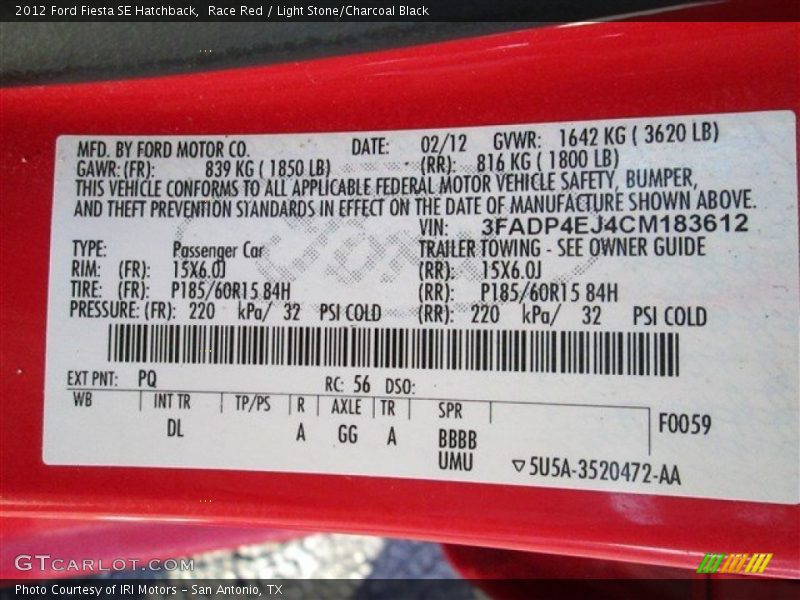 2012 Ford Fiesta SE Hatchback,  Race Red / Light Stone/Charcoal Black
MFD. BY FORD MOTOR CO. DATE: 02/12 GVWR: 1642 KG ( 3620 LB)
GAWR:(FR): 839 KG ( 1850 LB) (RR): 816 KG ( 1800 LB)
THIS VEHICLE CONFORMS TO ALL APPLICABLE FEDERAL MOTOR VEHICLE SAFETY, BUMPER,
AND THEFT PREVENTION STANDARDS IN EFFECT ON THE DATE OF MANUFACTURE SHOWN ABOVE.
VIN: 3FADP4EJ4CM183612
TYPE: Passenger Car TRAILER TOWING - SEE OWNER GUIDE
RIM: (FR): 15X6.0J (RR): 15X6.0J
TIRE: (FR): P185/60R15 84H (RR): P185/60R15 84H
PRESSURE:(FR): 220 kPa/ 32 PSI COLD (RR): 220 kPa/ 32 PSI COLD
EXT PNT: PQ RC: 56 DSO:
WB INT TR TP/PS R AXLE TR SPR F0059
DL A GG A BBBB
UMU ▽5U5A-3520472-AA
GTCARLOT.COM
Photo Courtesy of IRI Motors – San Antonio, TX